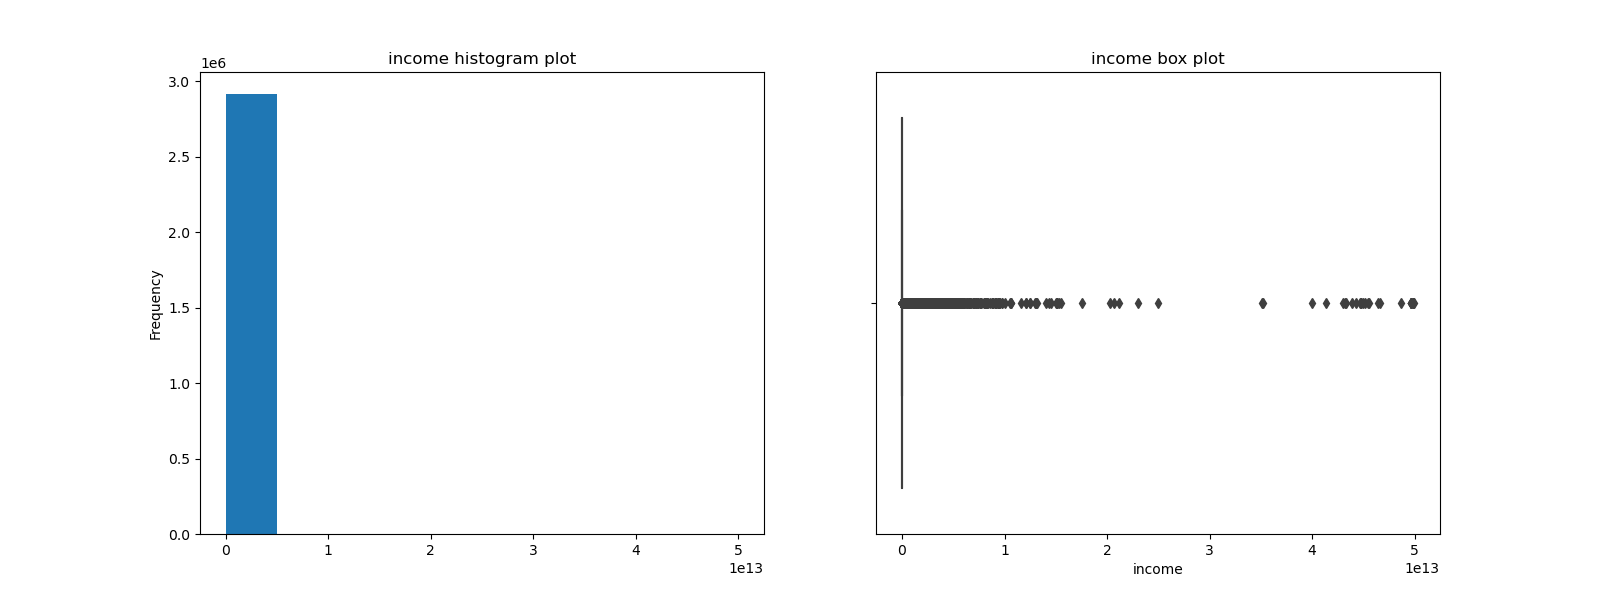 income histogram plot
1e6
3.0
2.5
2.0
1.5
1.0
0.5
0.0
Frequency
0 1 2 3 4 5
1e13
income box plot
0 1 2 3 4 5
1e13
income